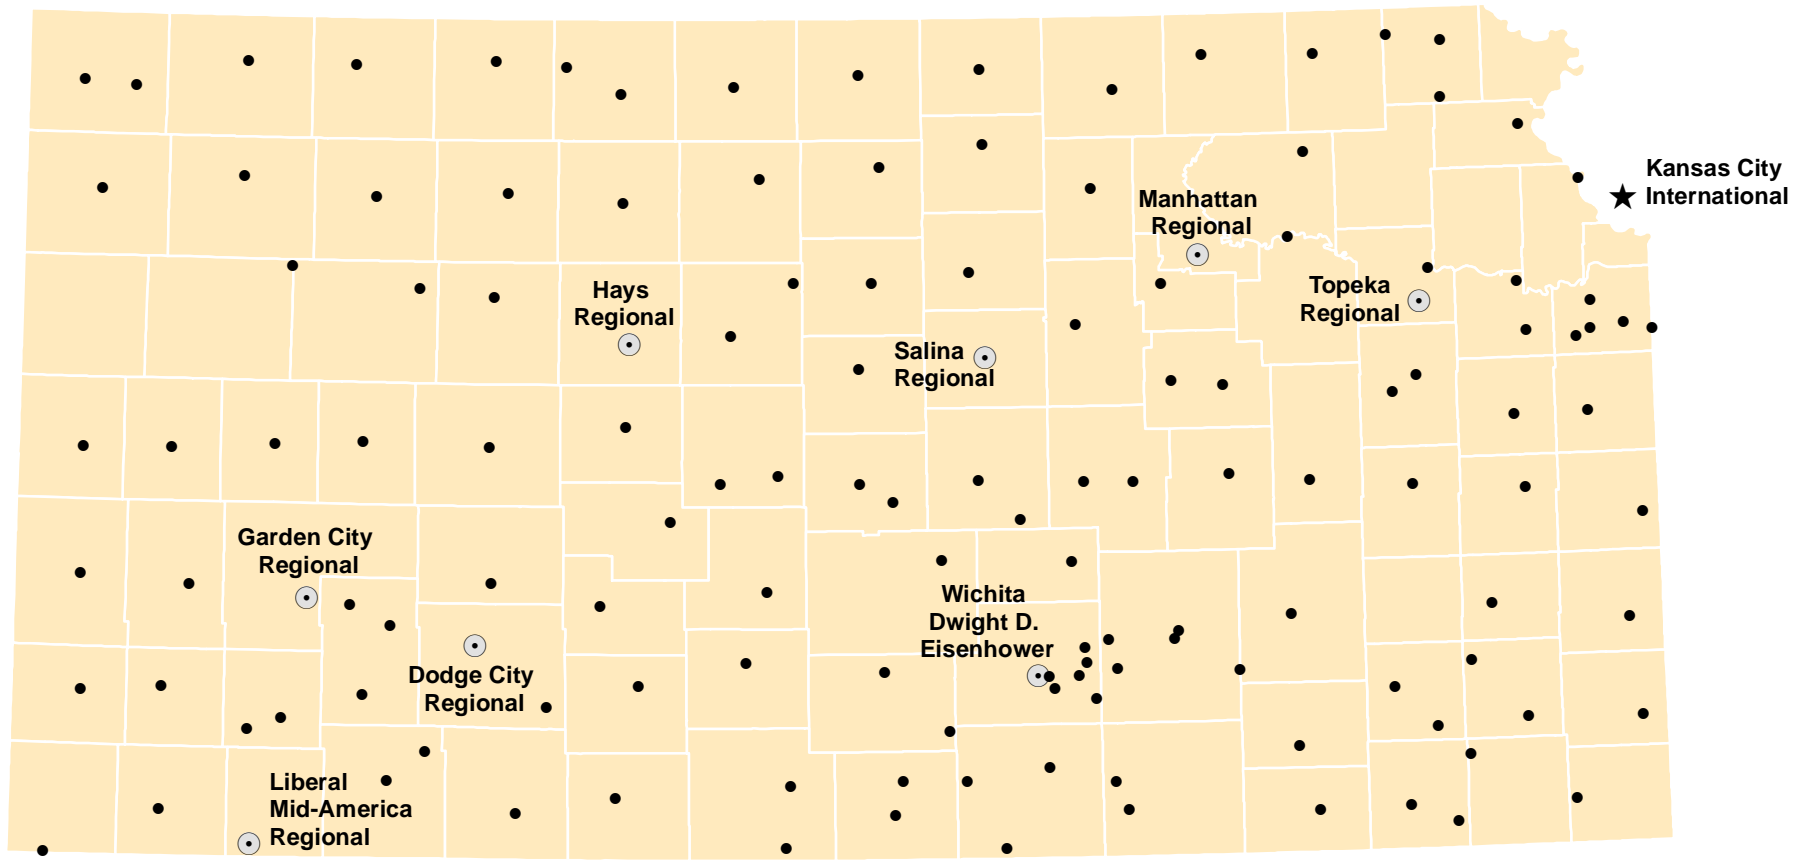 Kansas City
International
Manhattan
Regional
Hays
Regional
Topeka
Regional
Salina
Regional
Garden City
Regional
Wichita
Dwight D.
Eisenhower
Dodge City
Regional
Liberal
Mid-America
Regional